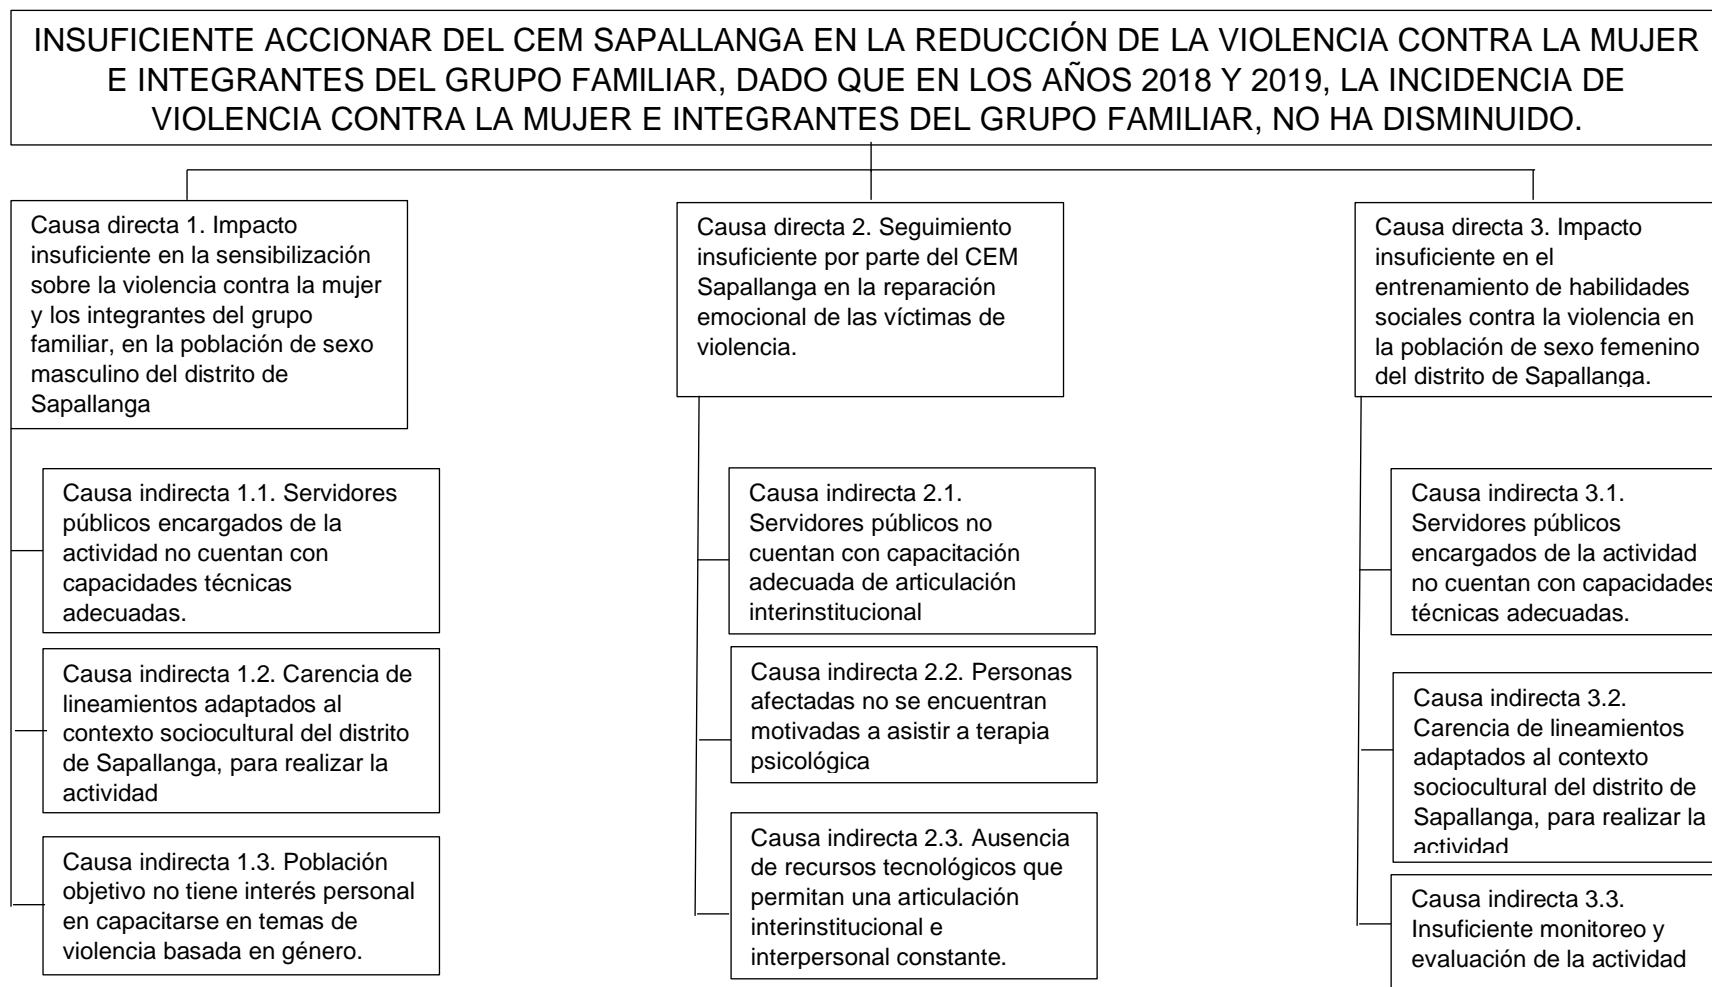 INSUFICIENTE ACCIONAR DEL CEM SAPALLANGA EN LA REDUCCIÓN DE LA VIOLENCIA CONTRA LA MUJER
E INTEGRANTES DEL GRUPO FAMILIAR, DADO QUE EN LOS AÑOS 2018 Y 2019, LA INCIDENCIA DE
VIOLENCIA CONTRA LA MUJER E INTEGRANTES DEL GRUPO FAMILIAR, NO HA DISMINUIDO.
Causa directa 1. Impacto
insuficiente en la sensibilización
sobre la violencia contra la mujer
y los integrantes del grupo
familiar, en la población de sexo
masculino del distrito de
Sapallanga
Causa indirecta 1.1. Servidores
públicos encargados de la
actividad no cuentan con
capacidades técnicas
adecuadas.
Causa indirecta 1.2. Carencia de
lineamientos adaptados al
contexto sociocultural del distrito
de Sapallanga, para realizar la
actividad
Causa indirecta 1.3. Población
objetivo no tiene interés personal
en capacitarse en temas de
violencia basada en género.
Causa directa 2. Seguimiento
insuficiente por parte del CEM
Sapallanga en la reparación
emocional de las víctimas de
violencia.
Causa indirecta 2.1.
Servidores públicos no
cuentan con capacitación
adecuada de articulación
interinstitucional
Causa indirecta 2.2. Personas
afectadas no se encuentran
motivadas a asistir a terapia
psicológica
Causa indirecta 2.3. Ausencia
de recursos tecnológicos que
permitan una articulación
interinstitucional e
interpersonal constante.
Causa directa 3. Impacto
insuficiente en el
entrenamiento de habilidades
sociales contra la violencia en
la población de sexo femenino
del distrito de Sapallanga.
Causa indirecta 3.1.
Servidores públicos
encargados de la actividad
no cuentan con capacidades
técnicas adecuadas.
Causa indirecta 3.2.
Carencia de lineamientos
adaptados al contexto
sociocultural del distrito de
Sapallanga, para realizar la
actividad
Causa indirecta 3.3.
Insuficiente monitoreo y
evaluación de la actividad